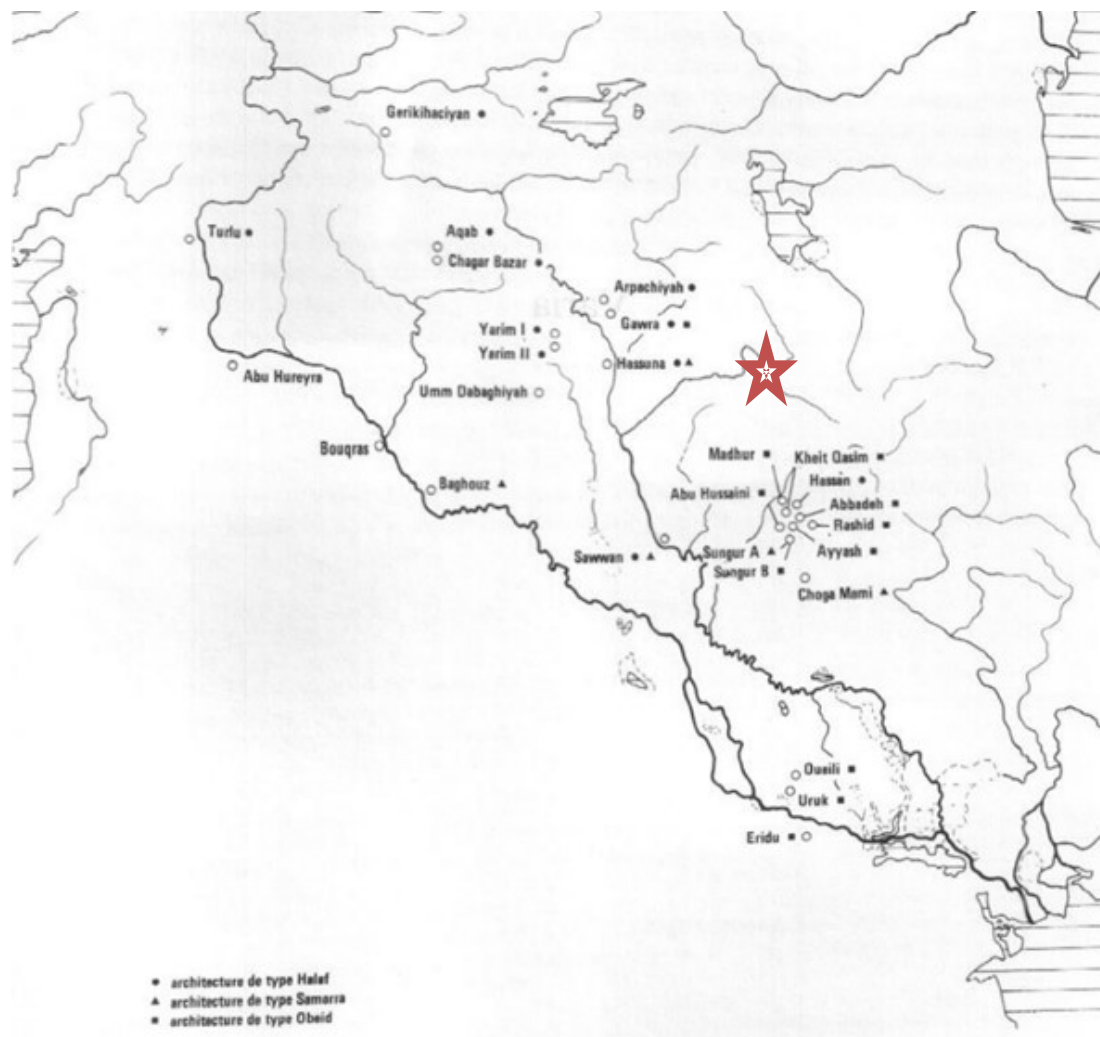 Gerikihaciyan
Turlu
Aqab
Chagar Bazar
Arpachiyah
Gawra
Yarim I
Yarim II
Hassuna
Abu Hureyra
Umm Dabaghiyah
Bouqras
Madhur
Kheit Qasim
Hassan
Baghouz
Abu Hussaini
Abbadeh
Rashid
Sawwan
Sungur A
Ayyash
Sungur B
Choga Mami
Oueili
Uruk
Eridu
architecture de type Halaf
architecture de type Samarra
architecture de type Obeid